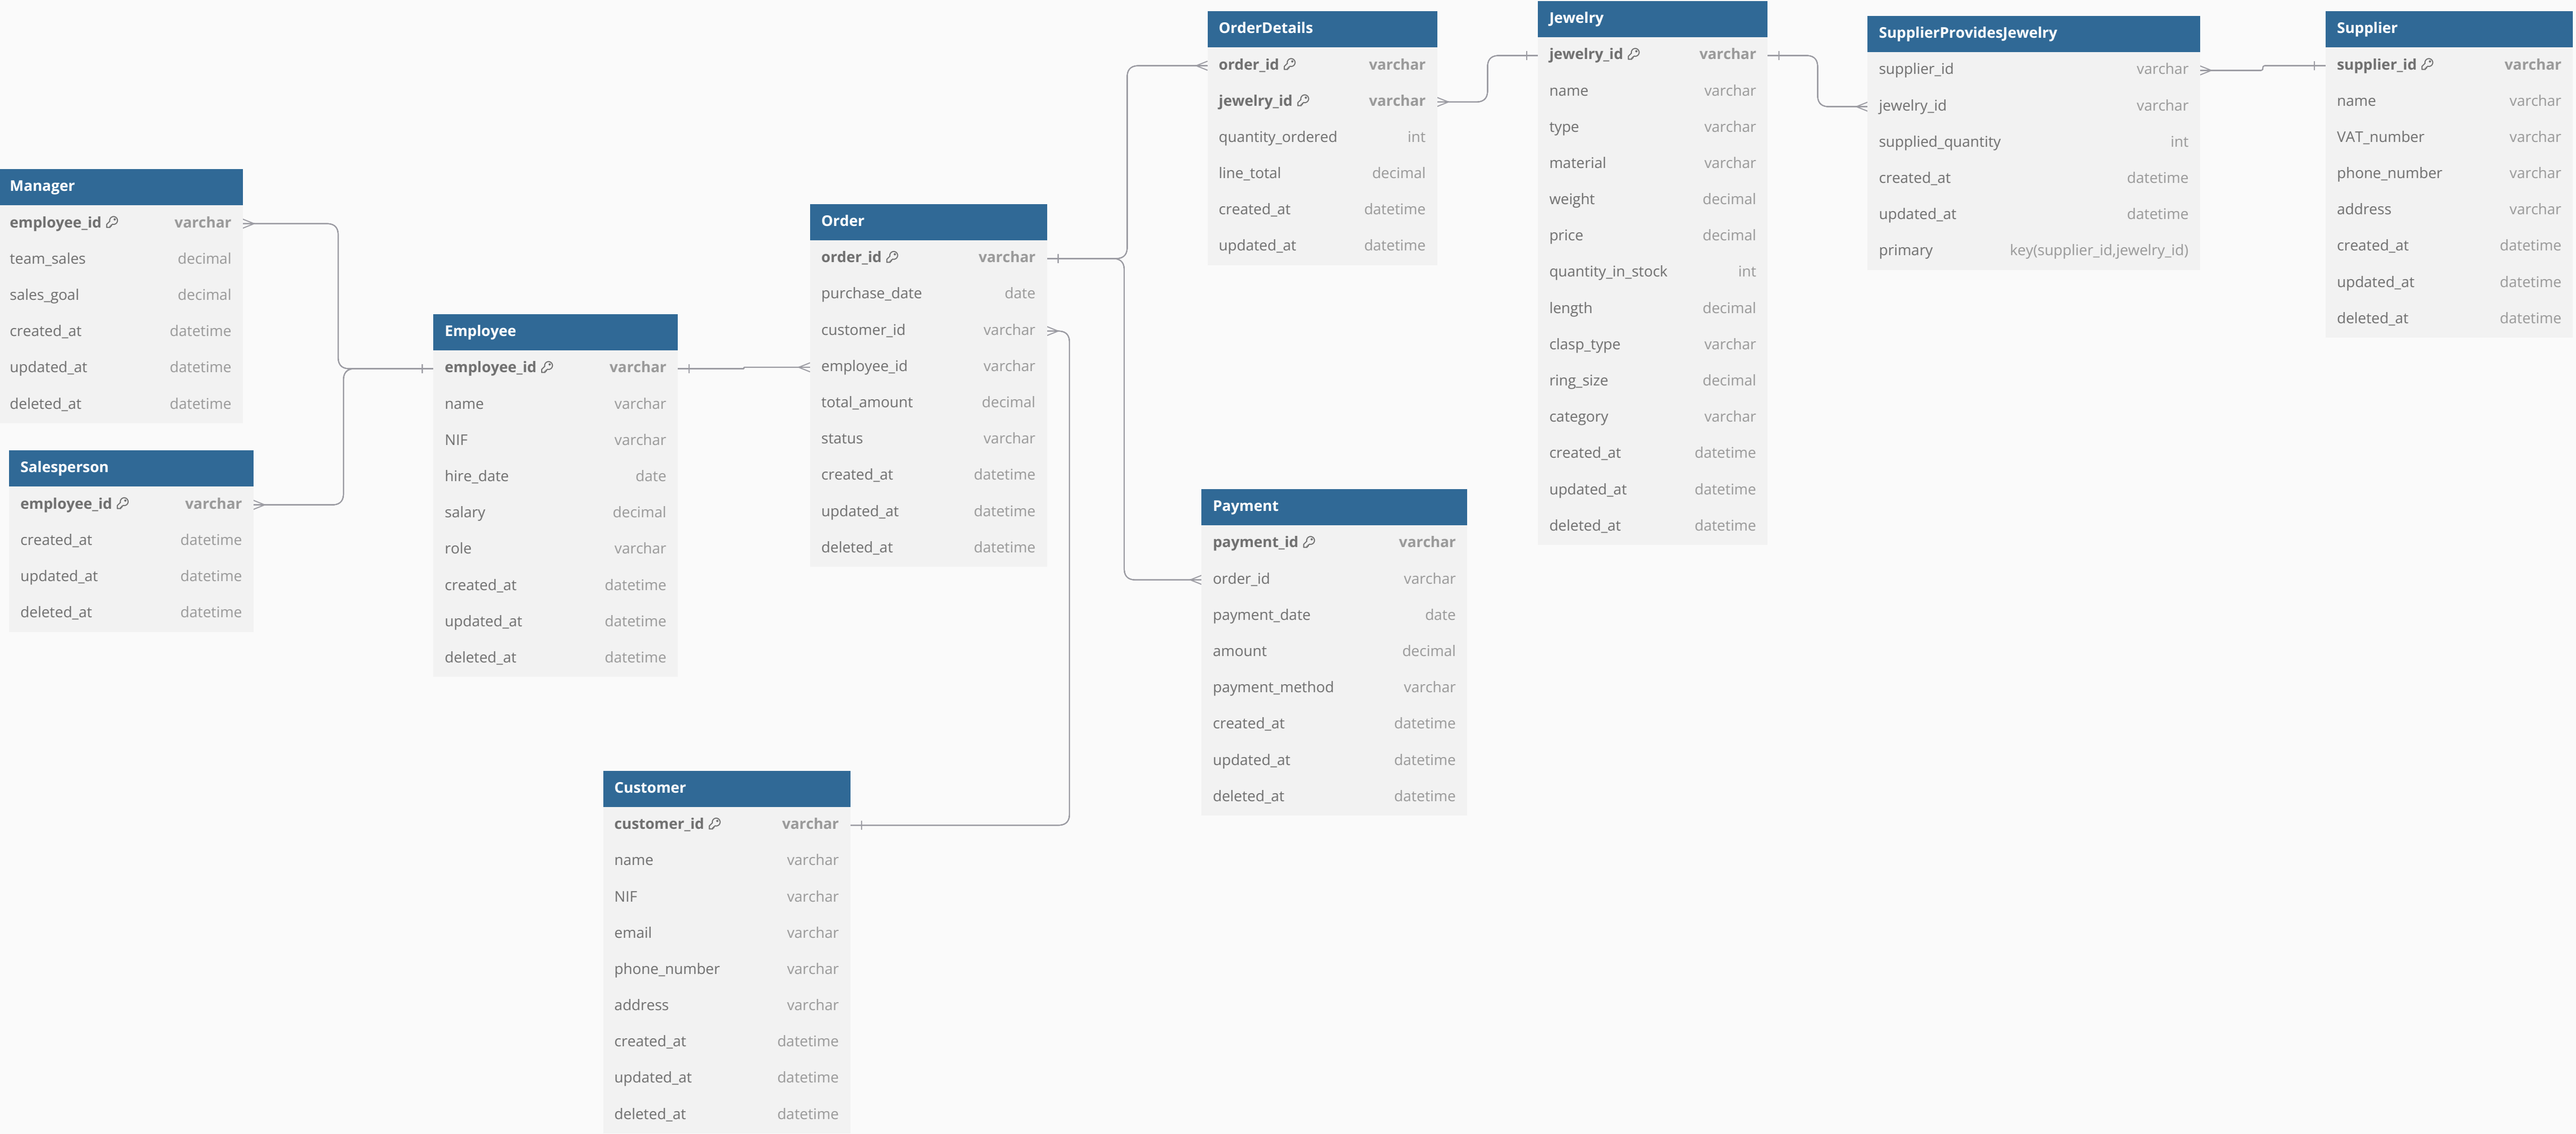 Manager
employee_id varchar
team_sales decimal
sales_goal decimal
created_at datetime
updated_at datetime
deleted_at datetime
Salesperson
employee_id varchar
created_at datetime
updated_at datetime
deleted_at datetime
Employee
employee_id varchar
name varchar
NIF varchar
hire_date date
salary decimal
role varchar
created_at datetime
updated_at datetime
deleted_at datetime
Customer
customer_id varchar
name varchar
NIF varchar
email varchar
phone_number varchar
address varchar
created_at datetime
updated_at datetime
deleted_at datetime
Order
order_id varchar
purchase_date date
customer_id varchar
employee_id varchar
total_amount decimal
status varchar
created_at datetime
updated_at datetime
deleted_at datetime
OrderDetails
order_id varchar
jewelry_id varchar
quantity_ordered int
line_total decimal
created_at datetime
updated_at datetime
Payment
payment_id varchar
order_id varchar
payment_date date
amount decimal
payment_method varchar
created_at datetime
updated_at datetime
deleted_at datetime
Jewelry
jewelry_id varchar
name varchar
type varchar
material varchar
weight decimal
price decimal
quantity_in_stock int
length decimal
clasp_type varchar
ring_size decimal
category varchar
created_at datetime
updated_at datetime
deleted_at datetime
SupplierProvidesJewelry
supplier_id varchar
jewelry_id varchar
supplied_quantity int
created_at datetime
updated_at datetime
primary key(supplier_id,jewelry_id)
Supplier
supplier_id varchar
name varchar
VAT_number varchar
phone_number varchar
address varchar
created_at datetime
updated_at datetime
deleted_at datetime